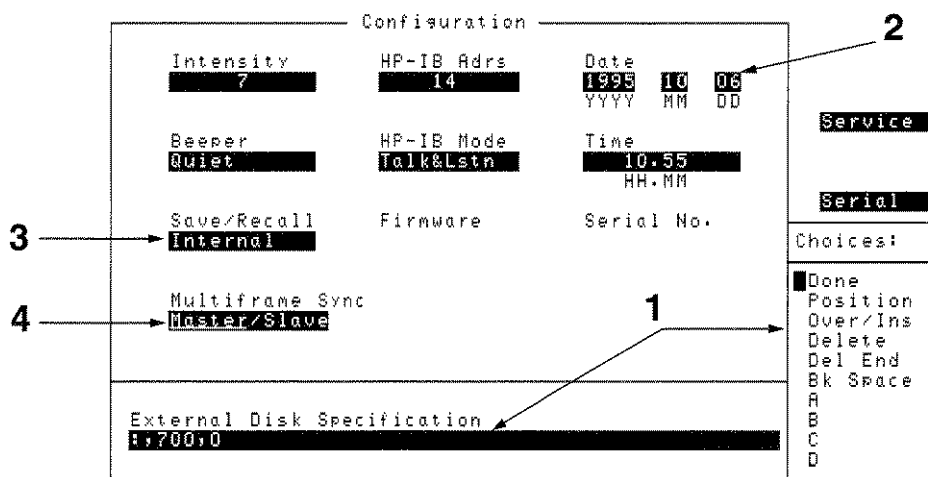 Configuration
Intensity HP-IB Adrs Date
7 14 1995 10 06
YYYY MM DD
2
Service
Beeper HP-IB Mode Time
Quiet Talk&Lstn 10.55
HH.MM
Serial
Save/Recall Firmware Serial No.
3
Internal
Choices:
Multiframe Sync
4
Master/Slave
1
Done
Position
Over/Ins
Delete
Del End
Bk Space
A
B
C
D
External Disk Specification
:,700,0